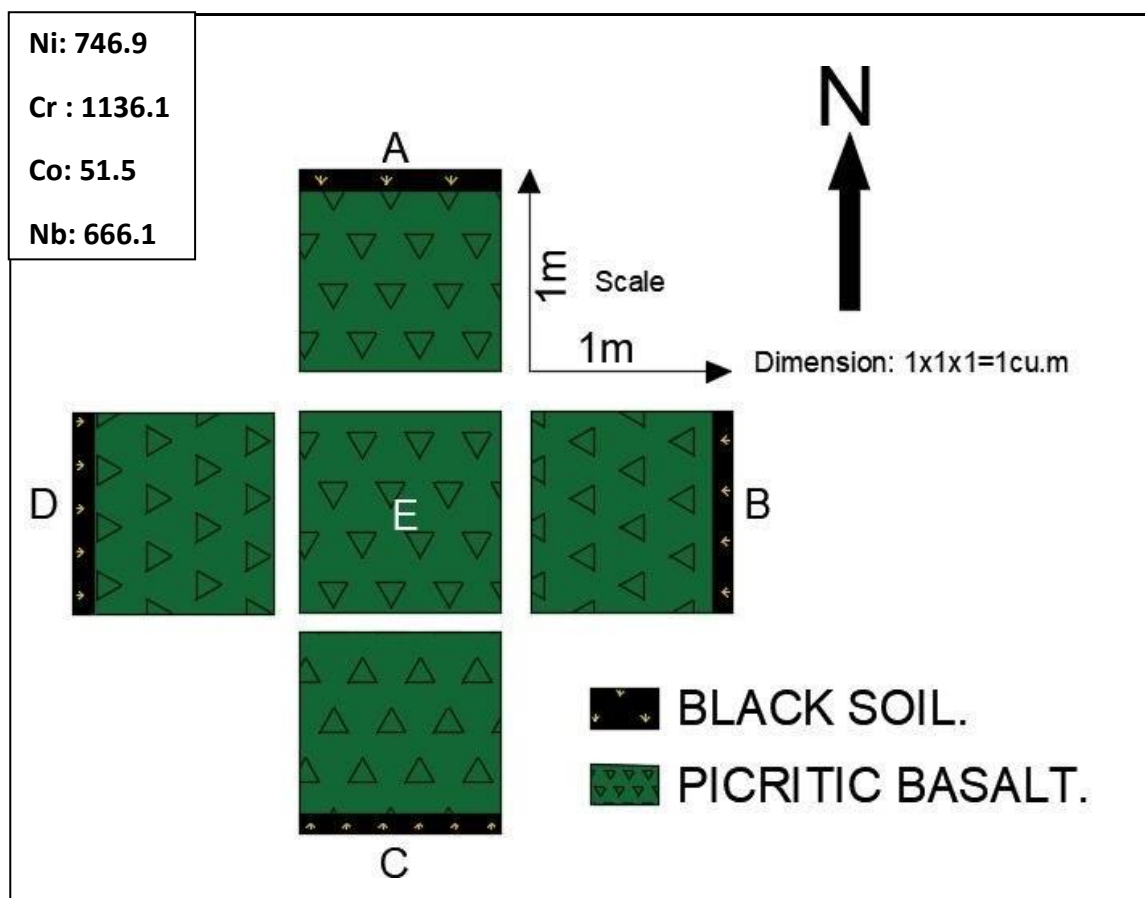 Ni: 746.9
Cr : 1136.1
Co: 51.5
Nb: 666.1
N
A
1m
Scale
1m
Dimension: 1x1x1=1cu.m
D
E
B
BLACK SOIL.
PICRITIC BASALT.
C